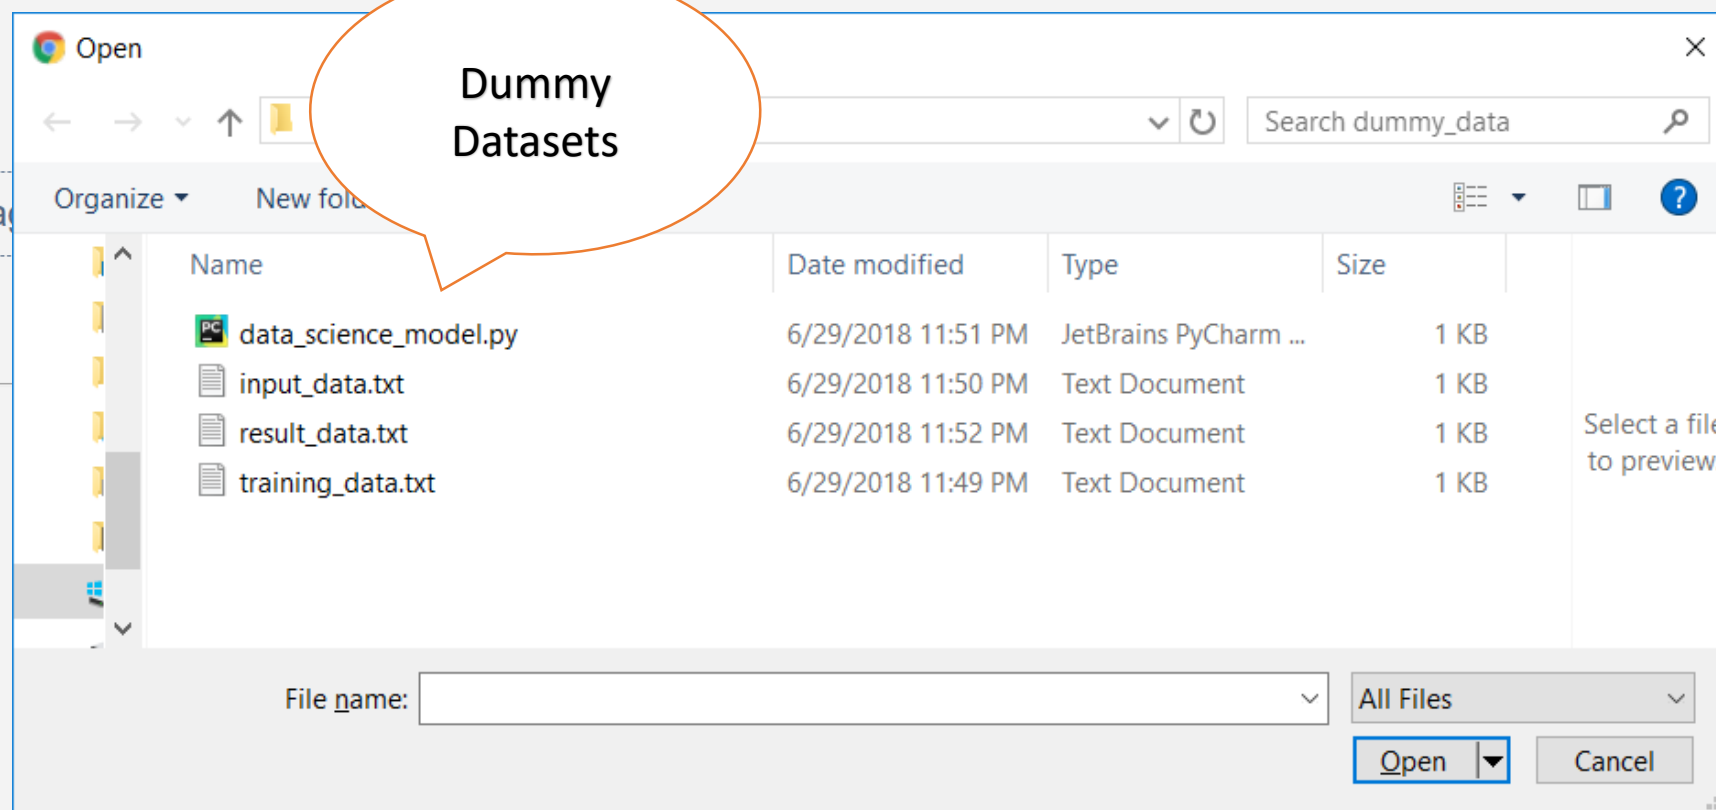 Open
Dummy
Datasets
Search dummy_data
Organize
New fol
Name Date modified Type Size
data_science_model.py 6/29/2018 11:51 PM JetBrains PyCharm ... 1 KB
input_data.txt 6/29/2018 11:50 PM Text Document 1 KB
result_data.txt 6/29/2018 11:52 PM Text Document 1 KB
training_data.txt 6/29/2018 11:49 PM Text Document 1 KB
Select a file
to preview
File name:
All Files
Open
Cancel